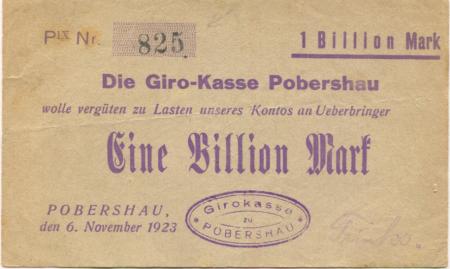 PIX Nr. 825
1 Billion Mark
Die Giro-Kasse Pobershau
wolle vergüten zu Lasten unseres Kontos an Ueberbringer
Eine Billion Mark
POBERSHAU,
den 6. November 1923
Girokasse
zu
POBERSHAU